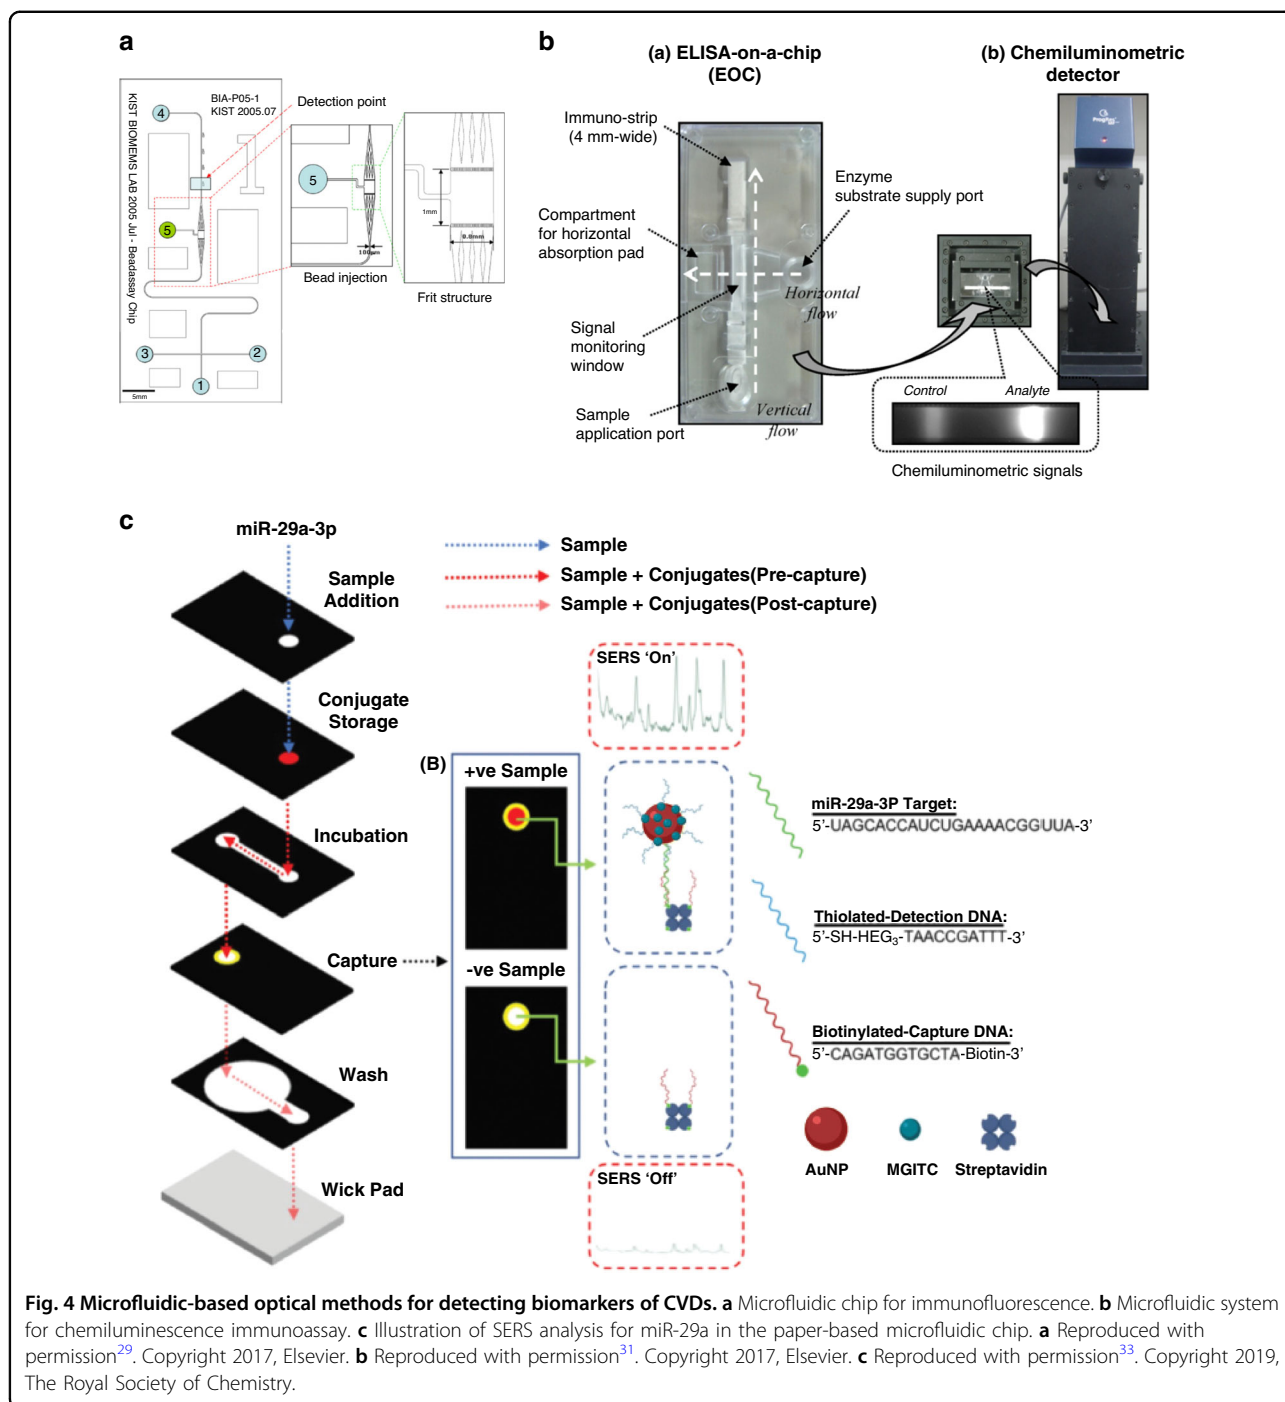 a
KIST BIOMEMS LAB 2005 Jul - Beadassay Chip
BIA-P05-1
KIST 2005.07
Detection point
4
5
3
2
1
5mm
5
100um
Bead injection
1mm
Frit structure
b
(a) ELISA-on-a-chip
(EOC)
(b) Chemiluminometric
detector
Immuno-strip
(4 mm-wide)
Compartment
for horizontal
absorption pad
Signal
monitoring
window
Sample
application port
Enzyme
substrate supply port
Horizontal
flow
Vertical
flow
Control
Analyte
Chemiluminometric signals
c
miR-29a-3p
Sample
Addition
Conjugate
Storage
Incubation
Capture
Wash
Wick Pad
Sample
Sample + Conjugates(Pre-capture)
Sample + Conjugates(Post-capture)
(B)
+ve Sample
-ve Sample
SERS ‘On’
SERS ‘Off’
miR-29a-3P Target:
5’-UAGCACCAUCUGAAAACGGUUA-3’
Thiolated-Detection DNA:
5’-SH-HEG3-TAACCGATTT-3’
Biotinylated-Capture DNA:
5’-CAGATGGTGCTA-Biotin-3’
AuNP
MGITC
Streptavidin
Fig. 4 Microfluidic-based optical methods for detecting biomarkers of CVDs. a Microfluidic chip for immunofluorescence. b Microfluidic system
for chemiluminescence immunoassay. c Illustration of SERS analysis for miR-29a in the paper-based microfluidic chip. a Reproduced with
permission29. Copyright 2017, Elsevier. b Reproduced with permission31. Copyright 2017, Elsevier. c Reproduced with permission33. Copyright 2019,
The Royal Society of Chemistry.